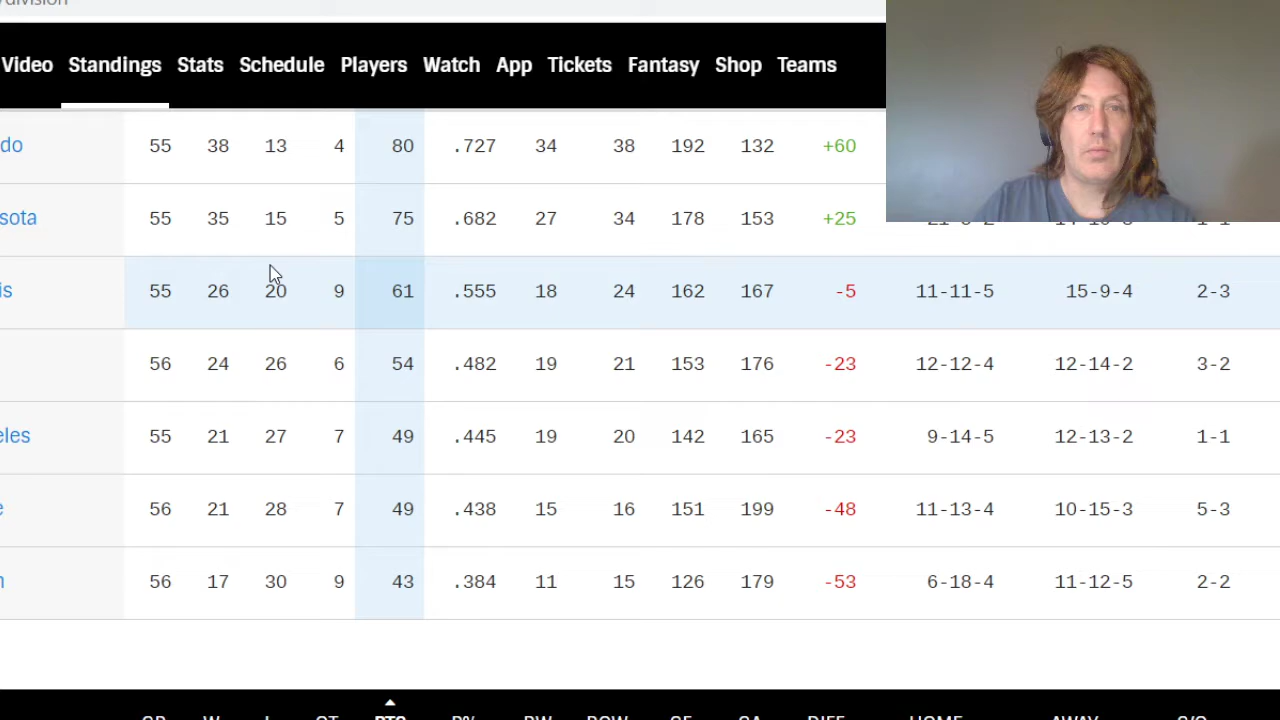 Video Standings Stats Schedule Players Watch App Tickets Fantasy Shop Teams
do 55 38 13 4 80 .727 34 38 192 132 +60
sota 55 35 15 5 75 .682 27 34 178 153 +25
is 55 26 20 9 61 .555 18 24 162 167 -5 11-11-5 15-9-4 2-3
56 24 26 6 54 .482 19 21 153 176 -23 12-12-4 12-14-2 3-2
eles 55 21 27 7 49 .445 19 20 142 165 -23 9-14-5 12-13-2 1-1
e 56 21 28 7 49 .438 15 16 151 199 -48 11-13-4 10-15-3 5-3
n 56 17 30 9 43 .384 11 15 126 179 -53 6-18-4 11-12-5 2-2